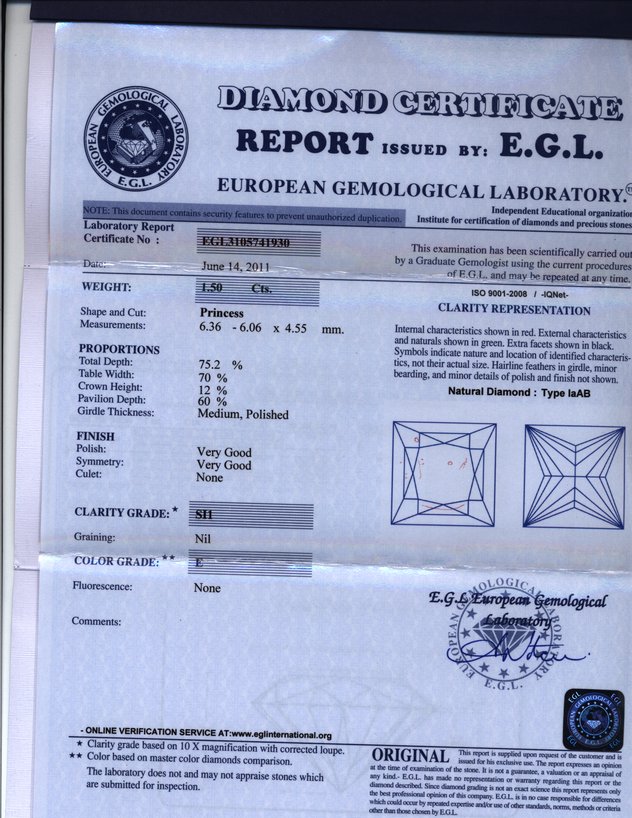 DIAMOND CERTIFICATE
REPORT ISSUED BY: E.G.L.
EUROPEAN GEMOLOGICAL LABORATORY.
EUROPEAN GEMOLOGICAL LABORATORY
E.G.L.
NOTE: This document contains security features to prevent unauthorized duplication.
Independent Educational organization
Institute for certification of diamonds and precious stones
Laboratory Report
Certificate No : EGL3105741930
Date: June 14, 2011
This examination has been scientifically carried out
by a Graduate Gemologist using the current procedures
of E.G.L. and may be repeated at any time.
WEIGHT: 1.50 Cts.
Shape and Cut: Princess
Measurements: 6.36 - 6.06 x 4.55 mm.
PROPORTIONS
Total Depth: 75.2 %
Table Width: 70 %
Crown Height: 12 %
Pavilion Depth: 60 %
Girdle Thickness: Medium, Polished
FINISH
Polish: Very Good
Symmetry: Very Good
Culet: None
CLARITY GRADE: ★ SI1
Graining: Nil
COLOR GRADE: ★★ E
Fluorescence: None
Comments:
ISO 9001-2008 / -IQNet-
CLARITY REPRESENTATION
Internal characteristics shown in red. External characteristics
and naturals shown in green. Extra facets shown in black.
Symbols indicate nature and location of identified characteris-
tics, not their actual size. Hairline feathers in girdle, minor
bearding, and minor details of polish and finish not shown.
Natural Diamond : Type IaAB
E.G.L European Gemological
Laboratory
EUROPEAN GEMOLOGICAL LABORATORY
E.G.L.
- ONLINE VERIFICATION SERVICE AT:www.eglinternational.org
★ Clarity grade based on 10 X magnification with corrected loupe.
★★ Color based on master color diamonds comparison.
The laboratory does not and may not appraise stones which
are submitted for inspection.
ORIGINAL This report is supplied upon request of the customer and is
issued for his exclusive use. The report expresses an opinion
at the time of examination of the stone. It is not a guarantee, a valuation or an appraisal of
any kind.- E.G.L. has made no representation or warranty regarding this report or the
diamond described. Since diamond grading is not an exact science this report represents only
the best professional opinion of this company. E.G.L. is in no case responsible for differences
which could occur by repeated expertise and/or use of other standards, norms, methods or criteria
other than those chosen by E.G.L.